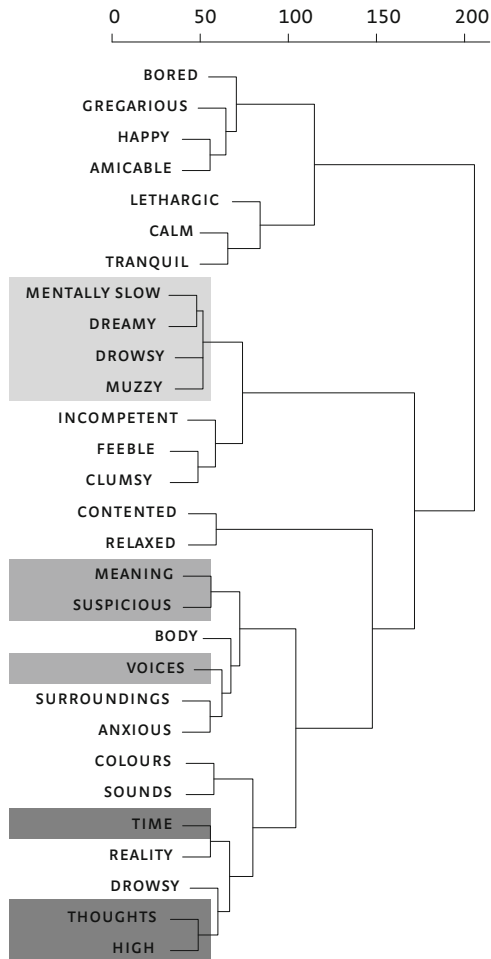 0 50 100 150 200
BORED
GREGARIOUS
HAPPY
AMICABLE
LETHARGIC
CALM
TRANQUIL
MENTALLY SLOW
DREAMY
DROWSY
MUZZY
INCOMPETENT
FEEBLE
CLUMSY
CONTENTED
RELAXED
MEANING
SUSPICIOUS
BODY
VOICES
SURROUNDINGS
ANXIOUS
COLOURS
SOUNDS
TIME
REALITY
DROWSY
THOUGHTS
HIGH